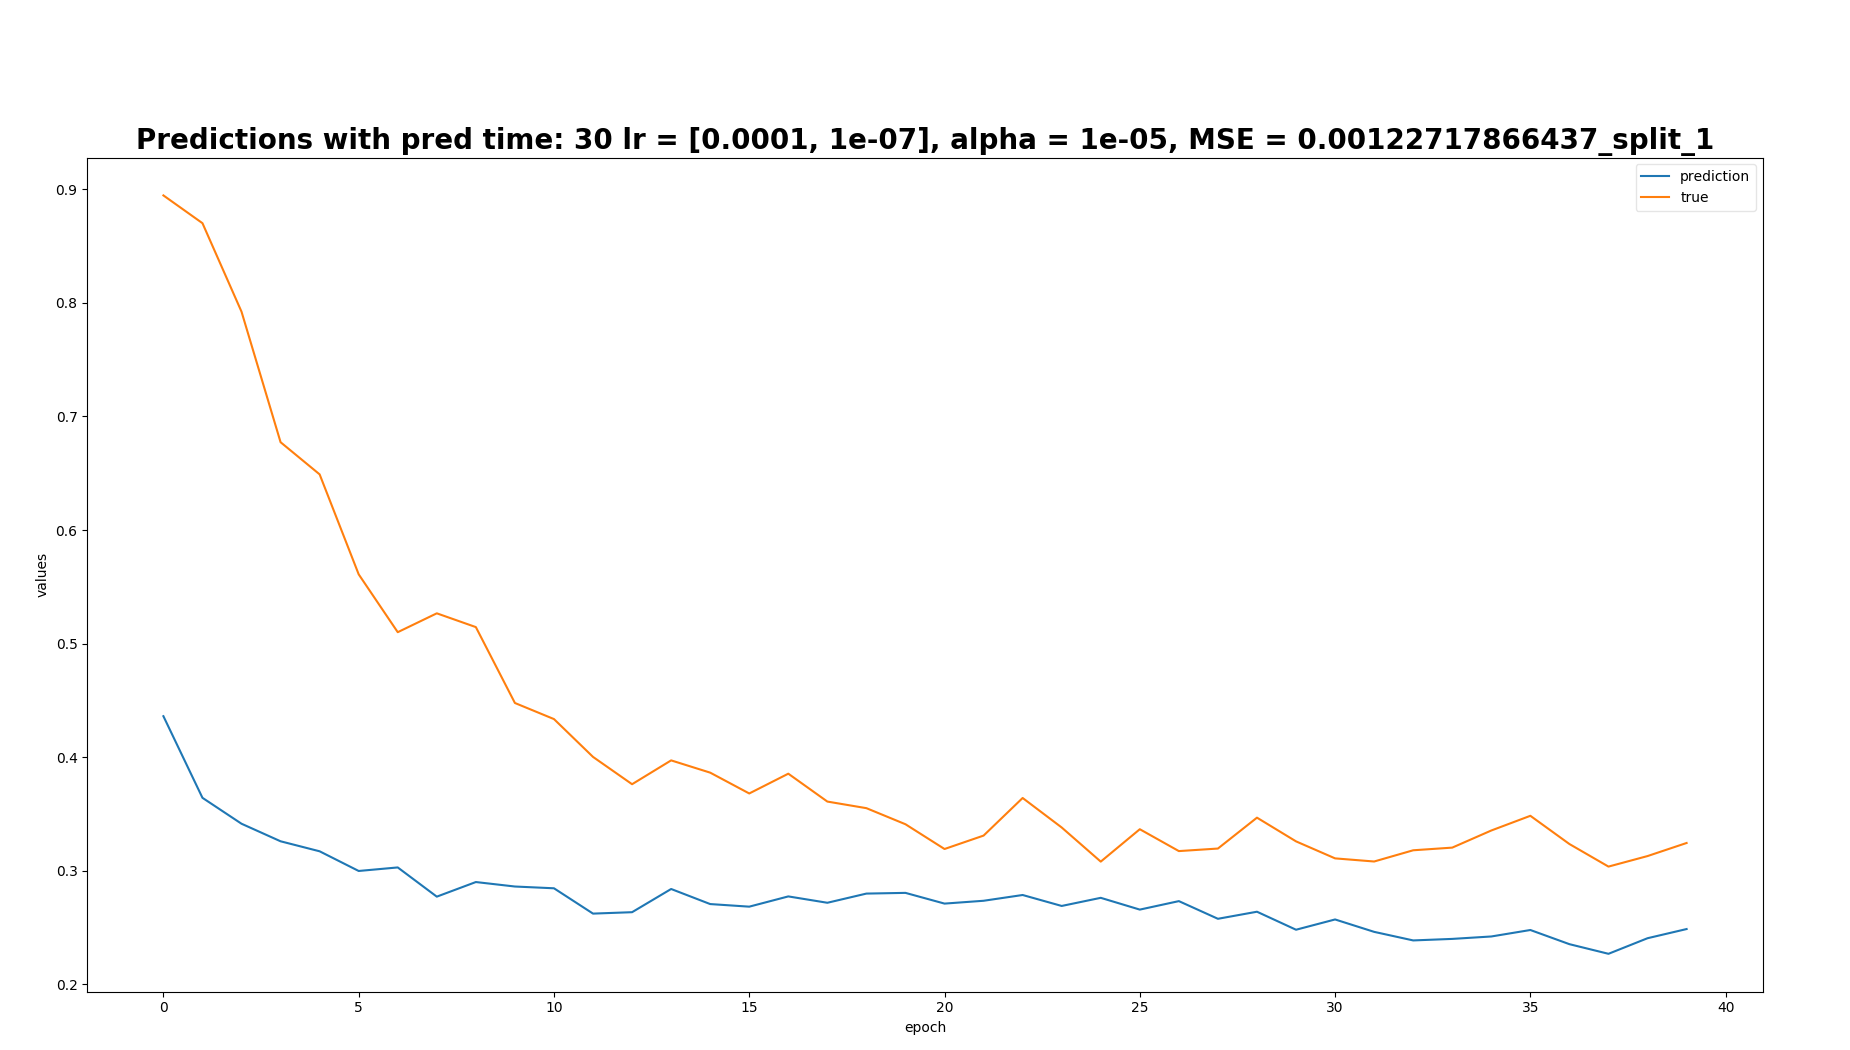 Predictions with pred time: 30 lr = [0.0001, 1e-07], alpha = 1e-05, MSE = 0.00122717866437_split_1
prediction
true
0.9
0.8
0.7
0.6
0.5
0.4
0.3
0.2
values
0 5 10 15 20 25 30 35 40
epoch